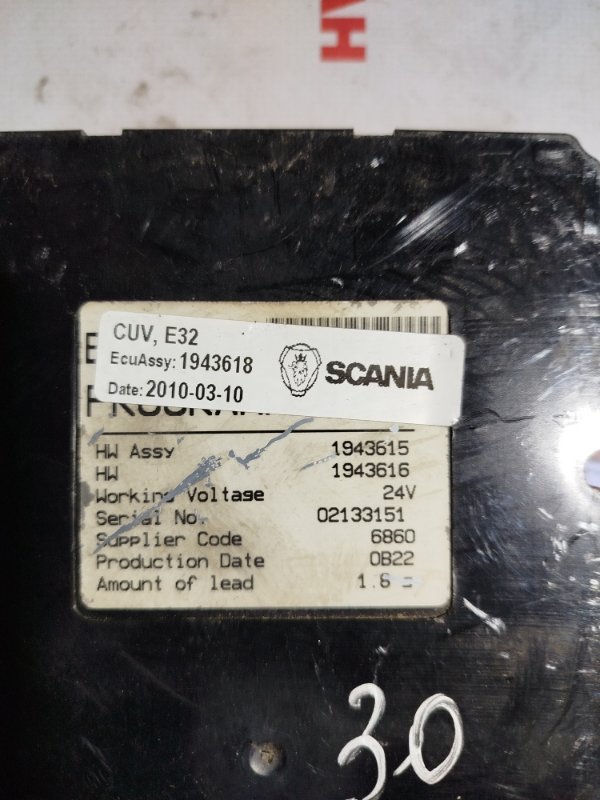 HAN
CUV, E32
EcuAssy: 1943618
Date: 2010-03-10
SCANIA
HW Assy 1943615
HW 1943616
Working Voltage 24V
Serial No. 02133151
Supplier Code 6860
Production Date 0B22
Amount of lead
30